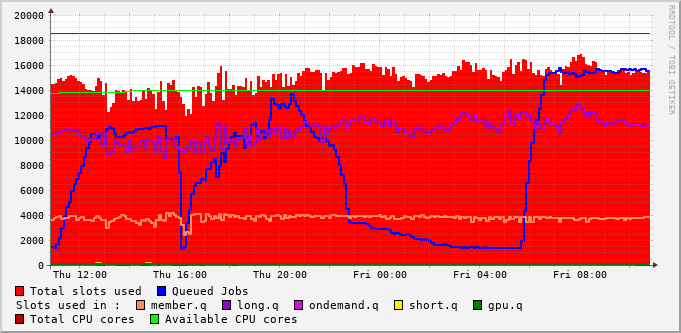 20000
18000
16000
14000
12000
10000
8000
6000
4000
2000
0
Thu 12:00 Thu 16:00 Thu 20:00 Fri 00:00 Fri 04:00 Fri 08:00
RRDTOOL / TOBI OETIKER
Total slots used Queued Jobs
Slots used in : member.q long.q ondemand.q short.q gpu.q
Total CPU cores Available CPU cores